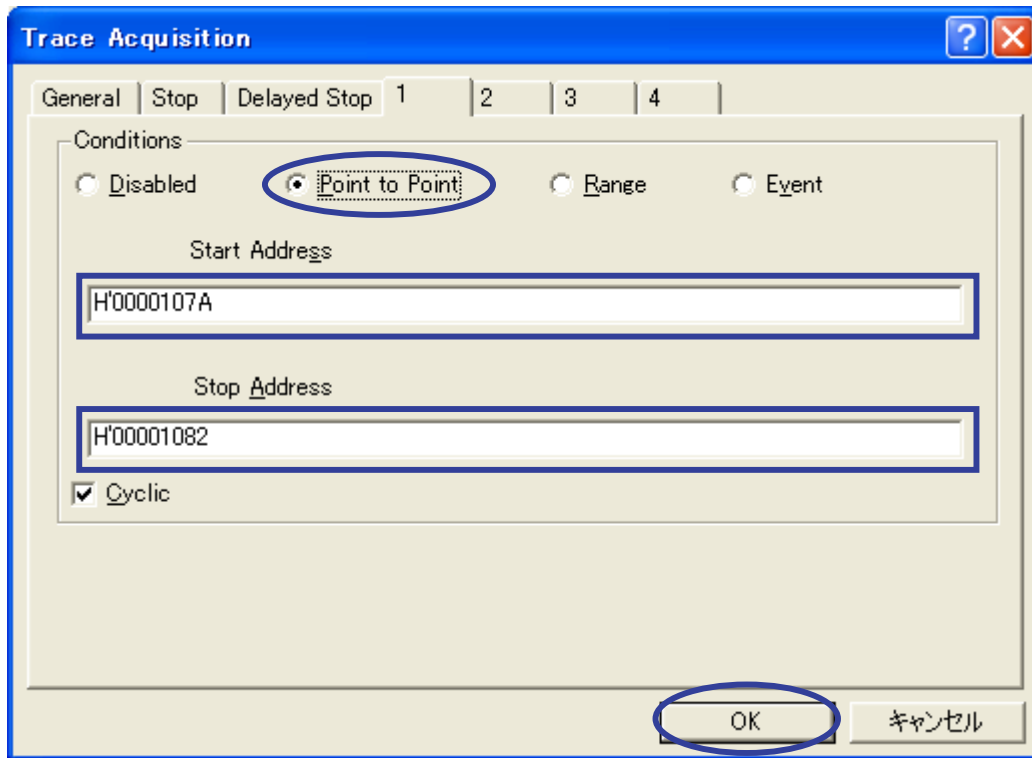 Trace Acquisition
General Stop Delayed Stop 1 2 3 4
Conditions
Disabled Point to Point Range Event
Start Address
H'0000107A
Stop Address
H'00001082
Cyclic
OK キャンセル